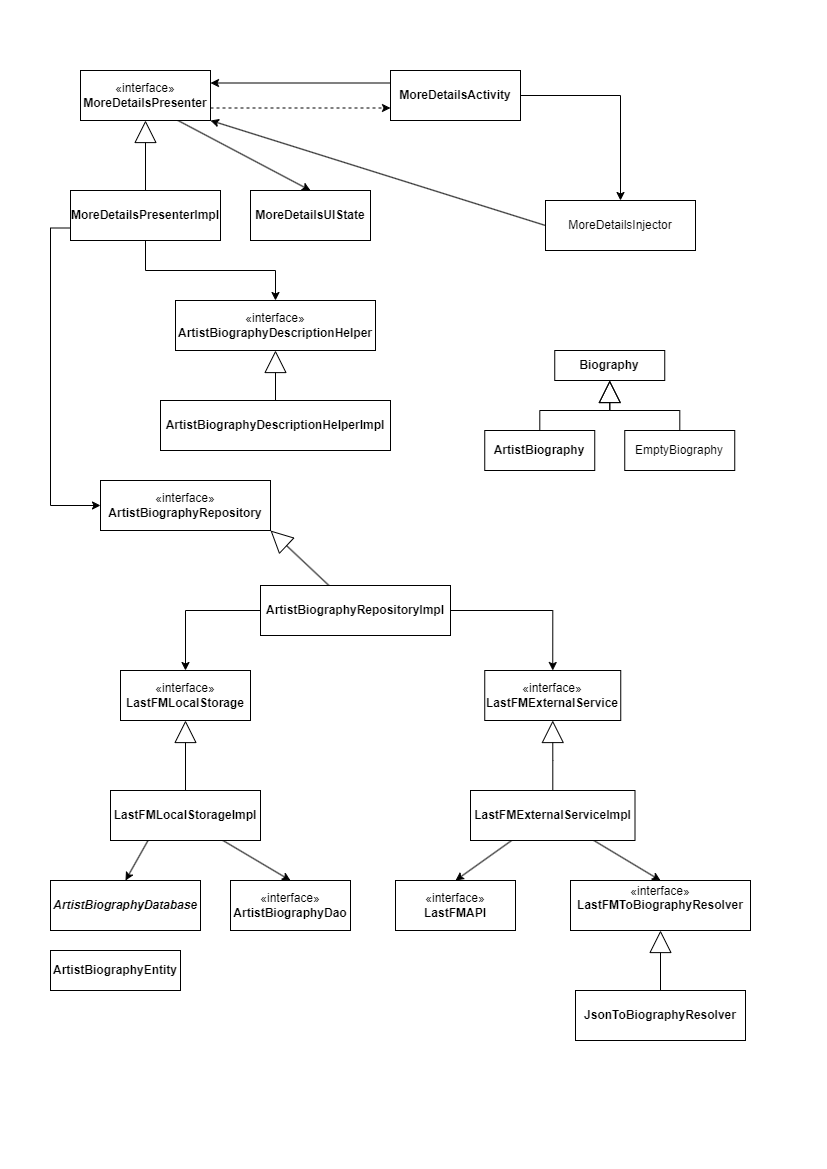 «interface»
MoreDetailsPresenter
MoreDetailsActivity
MoreDetailsPresenterImpl
MoreDetailsUIState
MoreDetailsInjector
«interface»
ArtistBiographyDescriptionHelper
Biography
ArtistBiographyDescriptionHelperImpl
ArtistBiography
EmptyBiography
«interface»
ArtistBiographyRepository
ArtistBiographyRepositoryImpl
«interface»
LastFMLocalStorage
«interface»
LastFMExternalService
LastFMLocalStorageImpl
LastFMExternalServiceImpl
ArtistBiographyDatabase
«interface»
ArtistBiographyDao
«interface»
LastFMAPI
«interface»
LastFMToBiographyResolver
ArtistBiographyEntity
JsonToBiographyResolver